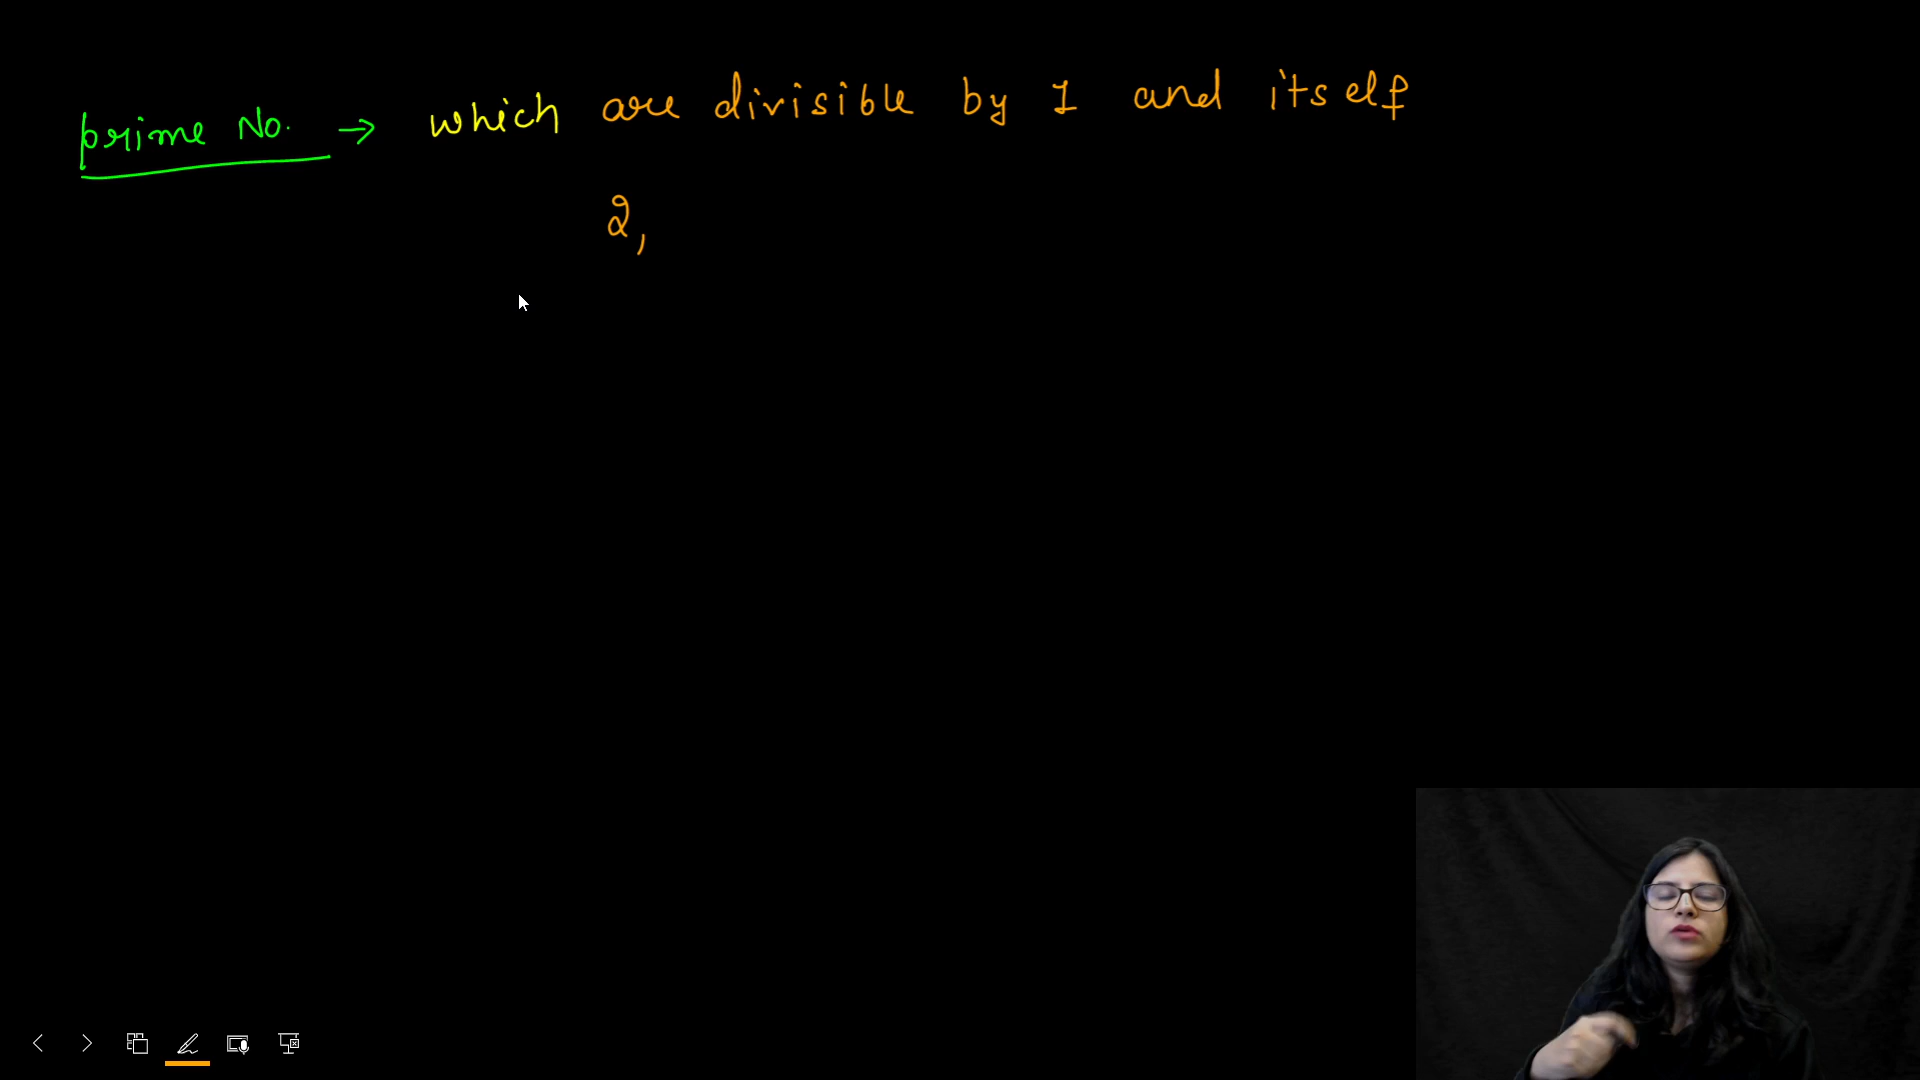 prime No. → which are divisible by 1 and itself
2,